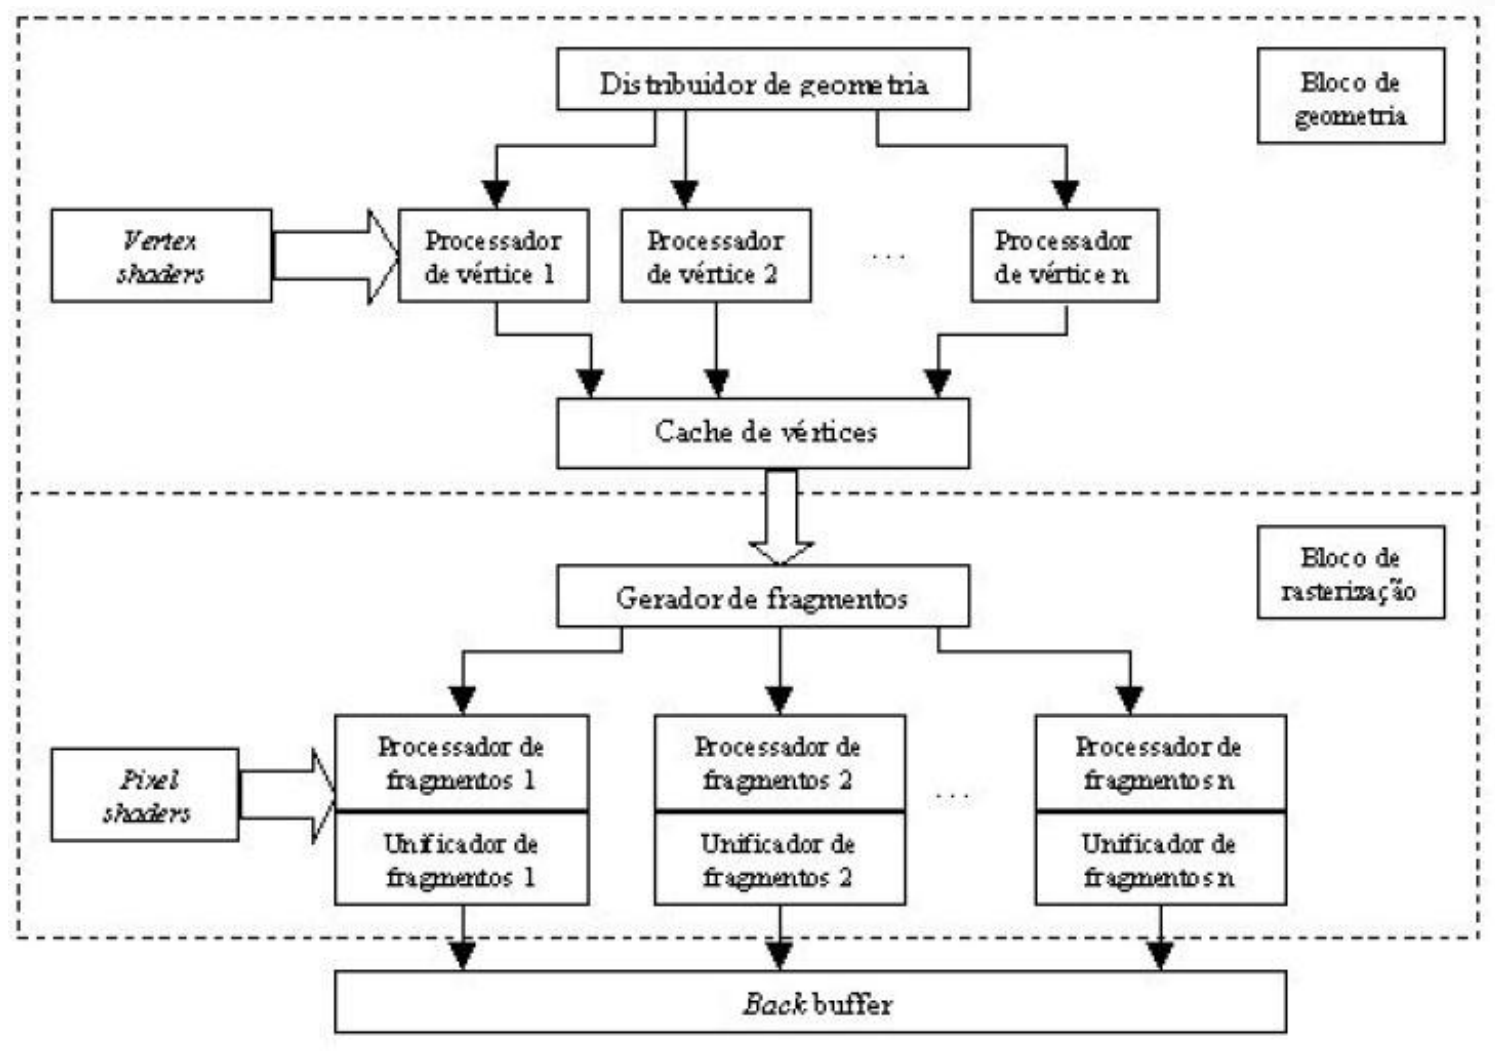 Distribuidor de geometria
Bloco de
geometria
Vertex
shaders
Processador
de vértice 1
Processador
de vértice 2
. . .
Processador
de vértice n
Cache de vértices
Gerador de fragmentos
Bloco de
rasterização
Pixel
shaders
Processador de
fragmentos 1
Unificador de
fragmentos 1
Processador de
fragmentos 2
Unificador de
fragmentos 2
. . .
Processador de
fragmentos n
Unificador de
fragmentos n
Back buffer